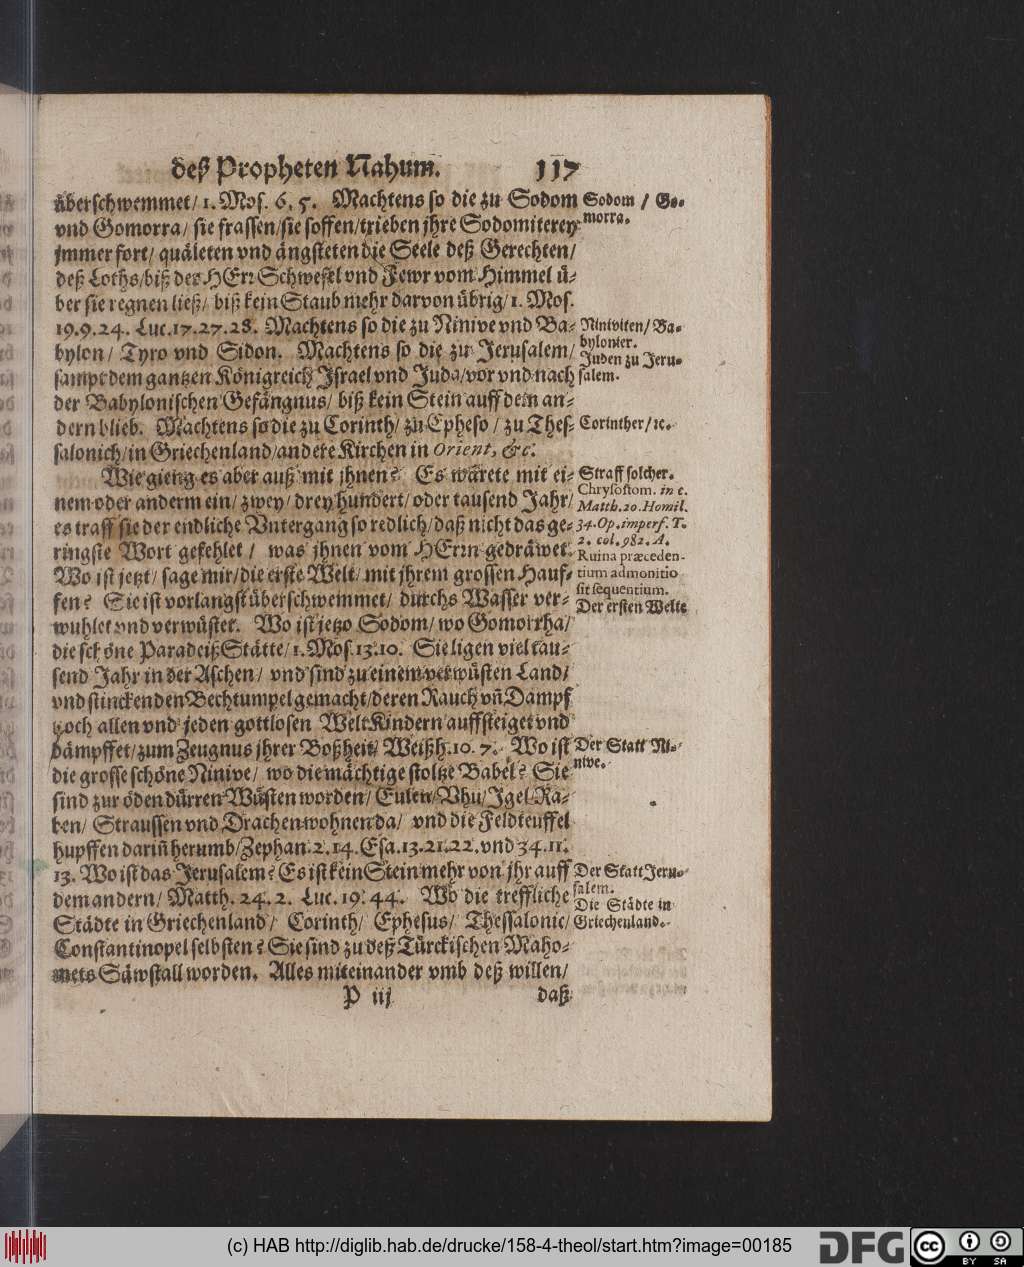 deß Propheten Nahum. 117
überschwemmet/ 1. Mos. 6, 5. Machtens so die zu Sodom
vnd Gomorra/ sie frassen/sie soffen/trieben jhre Sodomiterey
jmmer fort/ quäleten vnd ängsteten die Seele deß Gerechten/
deß Loths/biß der HErr Schwefel vnd Fewr vom Himmel ü-
ber sie regnen ließ/ biß kein Staub mehr darvon übrig/ 1. Mos.
19.9.24. Luc.17.27.28. Machtens so die zu Ninive vnd Ba-
bylon/ Tyro vnd Sidon. Machtens so die zu Jerusalem/
sampt dem gantzen Königreich Israel vnd Juda/vor vnd nach
der Babylonischen Gefängnus/ biß kein Stein auff dem an-
dern blieb. Machtens so die zu Corinth/ zu Epheso/ zu Thes-
salonich/in Griechenland/andere Kirchen in Orient, &c.
Wie gieng es aber auß mit jhnen? Es wärete mit ei-
nem oder anderm ein/ zwey/ drey hundert/ oder tausend Jahr/
es traff sie der endliche Vntergang so redlich/ daß nicht das ge-
ringste Wort gefehlet/ was jhnen vom HErrn gedräwet.
Wo ist jetzt/ sage mir/die erste Welt/ mit jhrem grossen Hauf-
fen? Sie ist vorlangst überschwemmet/ durchs Wasser ver-
wuhlet vnd verwüstet. Wo ist jetzo Sodom/ wo Gomorrha/
die schöne Paradeiß Stätte/ 1. Mos. 13.10. Sie ligen viel tau-
send Jahr in der Aschen/ vnd sind zu einem verwüsten Land/
vnd stinckenden Bechtumpel gemacht/deren Rauch vñ Dampf
noch allen vnd jeden gottlosen Welt Kindern auffsteiget vnd
dämpffet/ zum Zeugnus jhrer Boßheit/ Weißh. 10. 7. Wo ist
die grosse schöne Ninive/ wo die mächtige stoltze Babel? Sie
sind zur öden dürren Wüsten worden/ Eulen/ Vhu/ Igel/ Ra-
ben/ Straussen vnd Drachen wohnen da/ vnd die Feldteuffel
hupffen dariñ herumb/Zephan. 2. 14. Esa. 13. 21. 22. vnd 34. 11.
13. Wo ist das Jerusalem? Es ist kein Stein mehr von jhr auff
dem andern/ Matth. 24. 2. Luc. 19. 44. Wo die treffliche
Städte in Griechenland/ Corinth/ Ephesus/ Thessalonic/
Constantinopel selbsten? Sie sind zu deß Türckischen Maho-
mets Säwstall worden. Alles miteinander vmb deß willen/
P iij daß
Sodom / Go-
morra.
Niniviten/ Ba-
bylonier.
Juden zu Jeru-
salem.
Corinther/ ꝛc.
Straff solcher.
Chrysostom. in c.
Matth. 20. Homil.
34. Op. imperf. T.
2. col. 982. A.
Ruina præceden-
tium admonitio
sit sequentium.
Der ersten Welt.
Der Statt Ni-
nive.
Der Statt Jeru-
salem.
Die Städte in
Griechenland.
(c) HAB http://diglib.hab.de/drucke/158-4-theol/start.htm?image=00185
DFG
cc BY SA